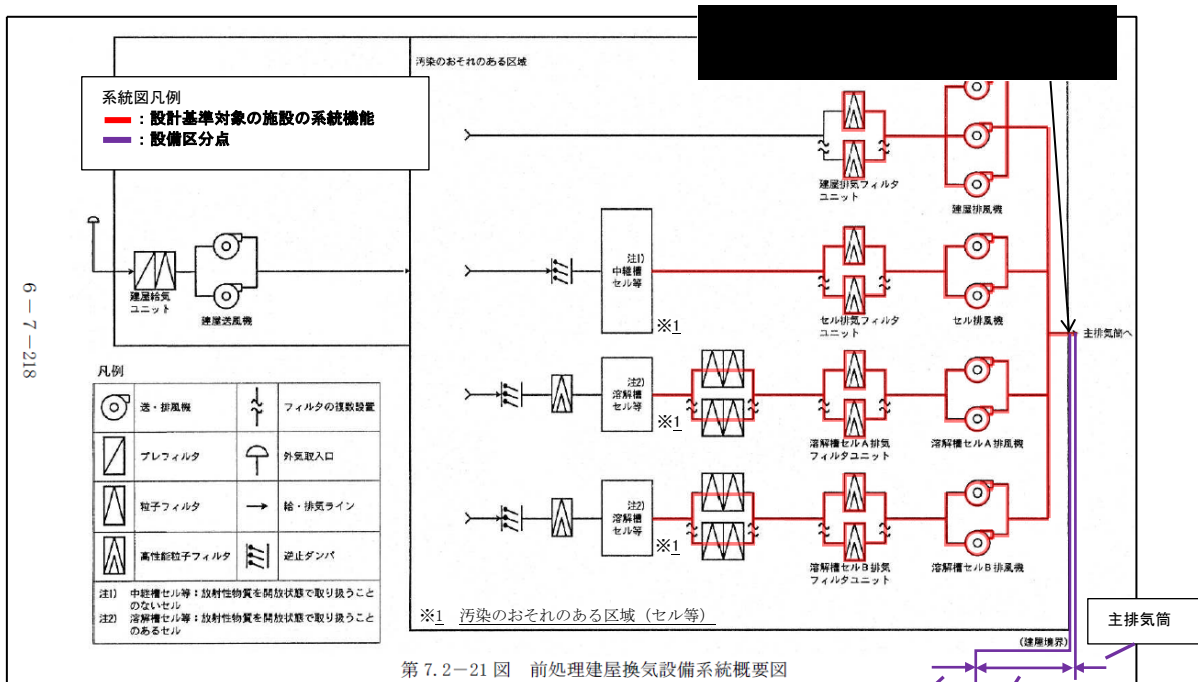 汚染のおそれのある区域
系統図凡例
：設計基準対象の施設の系統機能
：設備区分点
建屋排気フィルタ
ユニット
建屋排風機
建屋給気
ユニット
建屋送風機
注1)
中継槽
セル等
※1
セル排気フィルタ
ユニット
セル排風機
主排気筒へ
6－7－218
注2)
溶解槽
セル等
※1
溶解槽セルA排気
フィルタユニット
溶解槽セルA排風機
注2)
溶解槽
セル等
※1
溶解槽セルB排気
フィルタユニット
溶解槽セルB排風機
凡例
送・排風機
フィルタの複数設置
プレフィルタ
外気取入口
粒子フィルタ
給・排気ライン
高性能粒子フィルタ
逆止ダンパ
注1) 中継槽セル等：放射性物質を開放状態で取り扱うこと
のないセル
注2) 溶解槽セル等：放射性物質を開放状態で取り扱うこと
のあるセル
※1 汚染のおそれのある区域（セル等）
(建屋境界)
主排気筒
第 7.2－21 図 前処理建屋換気設備系統概要図